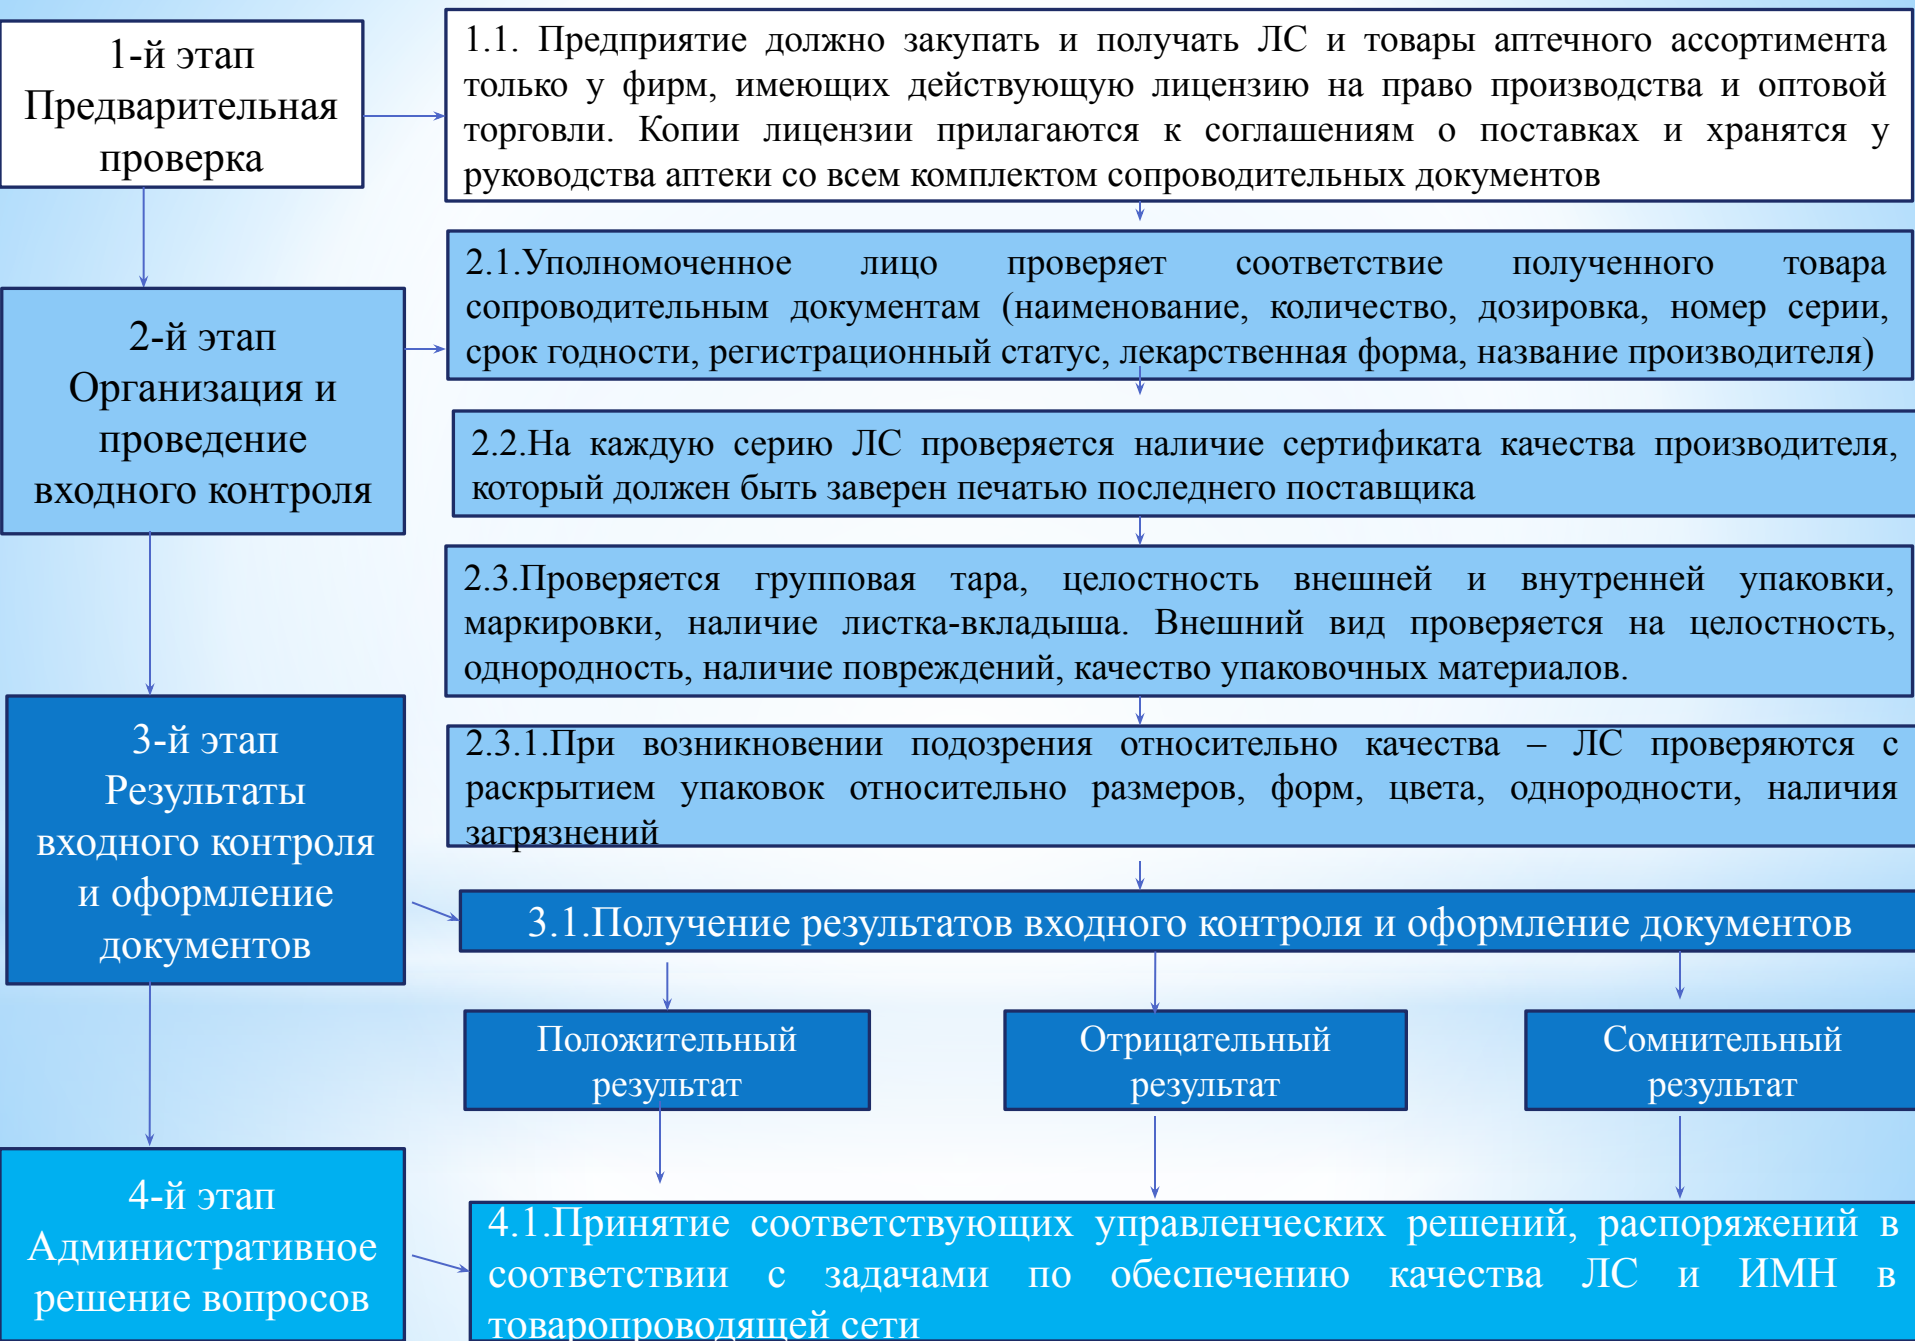 1-й этап
Предварительная
проверка
1.1. Предприятие должно закупать и получать ЛС и товары аптечного ассортимента
только у фирм, имеющих действующую лицензию на право производства и оптовой
торговли. Копии лицензии прилагаются к соглашениям о поставках и хранятся у
руководства аптеки со всем комплектом сопроводительных документов
2-й этап
Организация и
проведение
входного контроля
2.1.Уполномоченное лицо проверяет соответствие полученного товара
сопроводительным документам (наименование, количество, дозировка, номер серии,
срок годности, регистрационный статус, лекарственная форма, название производителя)
2.2.На каждую серию ЛС проверяется наличие сертификата качества производителя,
который должен быть заверен печатью последнего поставщика
2.3.Проверяется групповая тара, целостность внешней и внутренней упаковки,
маркировки, наличие листка-вкладыша. Внешний вид проверяется на целостность,
однородность, наличие повреждений, качество упаковочных материалов.
2.3.1.При возникновении подозрения относительно качества – ЛС проверяются с
раскрытием упаковок относительно размеров, форм, цвета, однородности, наличия
загрязнений
3-й этап
Результаты
входного контроля
и оформление
документов
3.1.Получение результатов входного контроля и оформление документов
Положительный
результат
Отрицательный
результат
Сомнительный
результат
4-й этап
Административное
решение вопросов
4.1.Принятие соответствующих управленческих решений, распоряжений в
соответствии с задачами по обеспечению качества ЛС и ИМН в
товаропроводящей сети